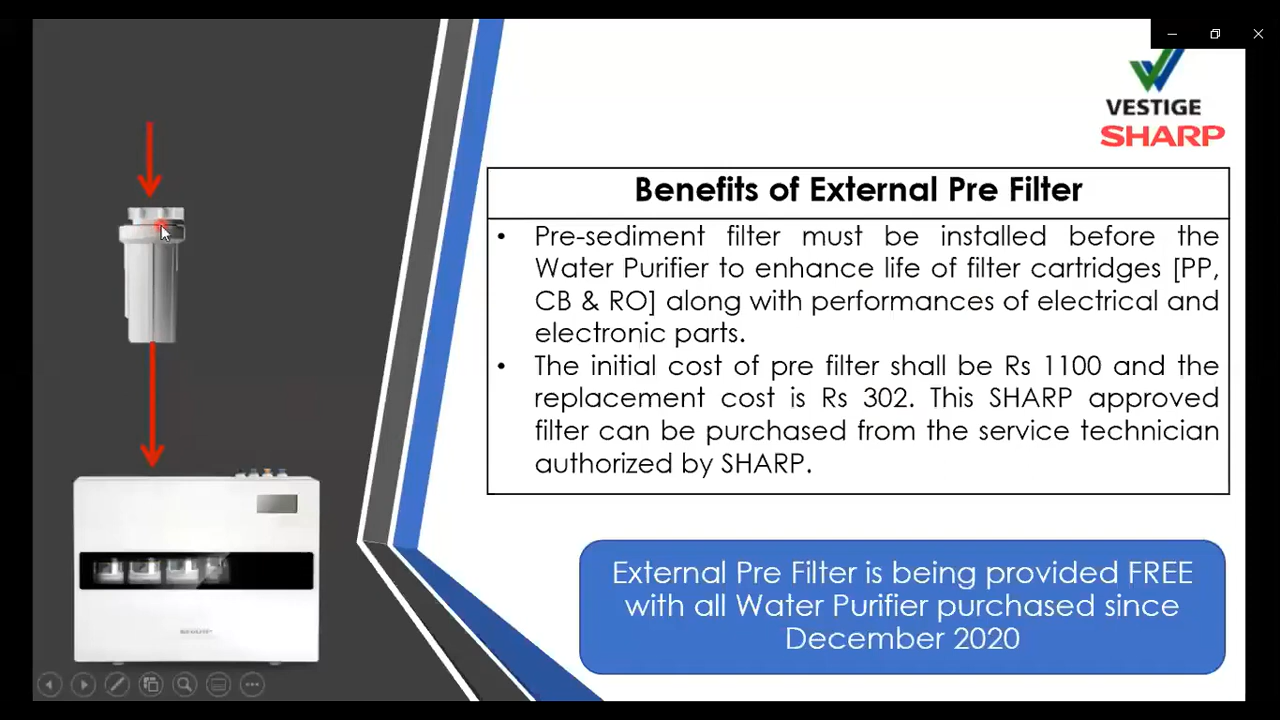 VESTIGE
SHARP
Benefits of External Pre Filter
• Pre-sediment filter must be installed before the
Water Purifier to enhance life of filter cartridges [PP,
CB & RO] along with performances of electrical and
electronic parts.
• The initial cost of pre filter shall be Rs 1100 and the
replacement cost is Rs 302. This SHARP approved
filter can be purchased from the service technician
authorized by SHARP.
External Pre Filter is being provided FREE
with all Water Purifier purchased since
December 2020
SHARP